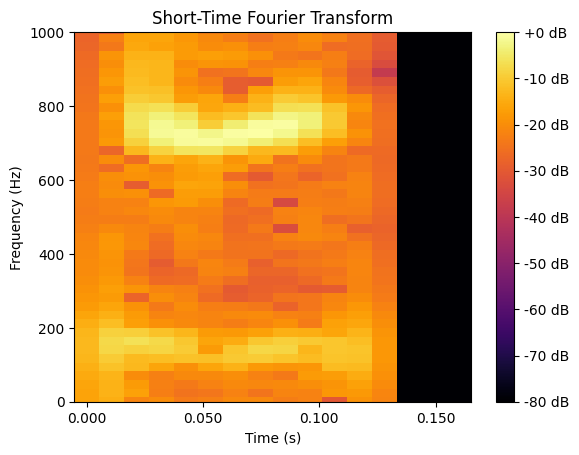 Short-Time Fourier Transform
1000
800
600
400
200
0
Frequency (Hz)
0.000
0.050
0.100
0.150
Time (s)
+0 dB
-10 dB
-20 dB
-30 dB
-40 dB
-50 dB
-60 dB
-70 dB
-80 dB